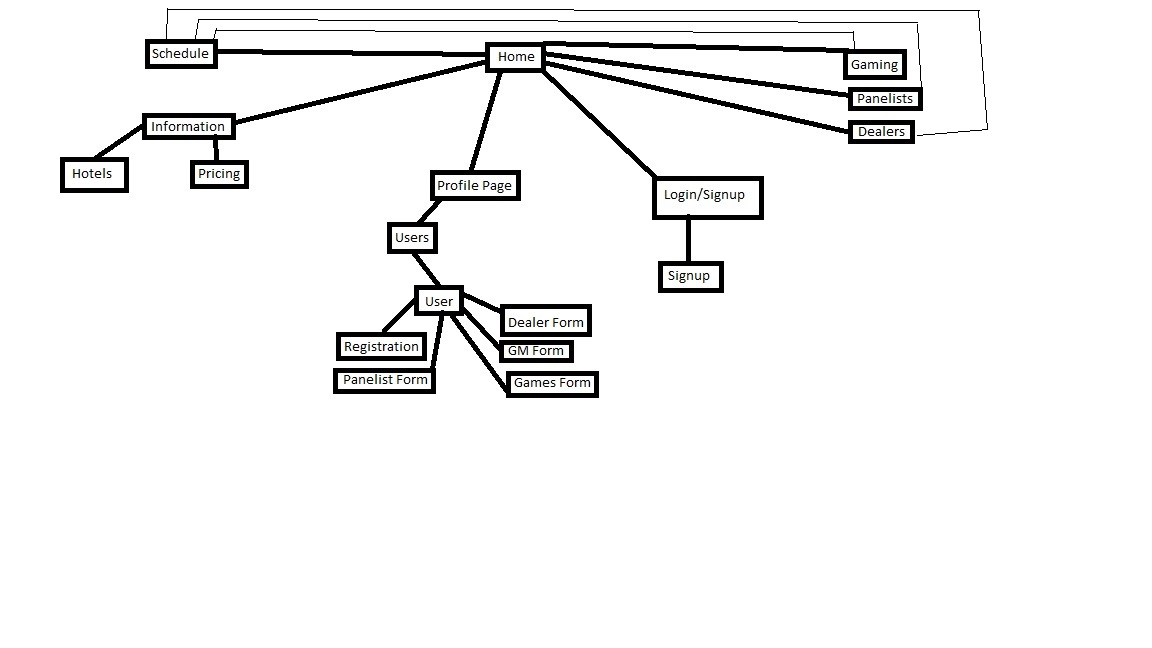 Schedule
Home
Gaming
Panelists
Dealers
Information
Hotels
Pricing
Profile Page
Login/Signup
Users
Signup
User
Dealer Form
Registration
GM Form
Panelist Form
Games Form